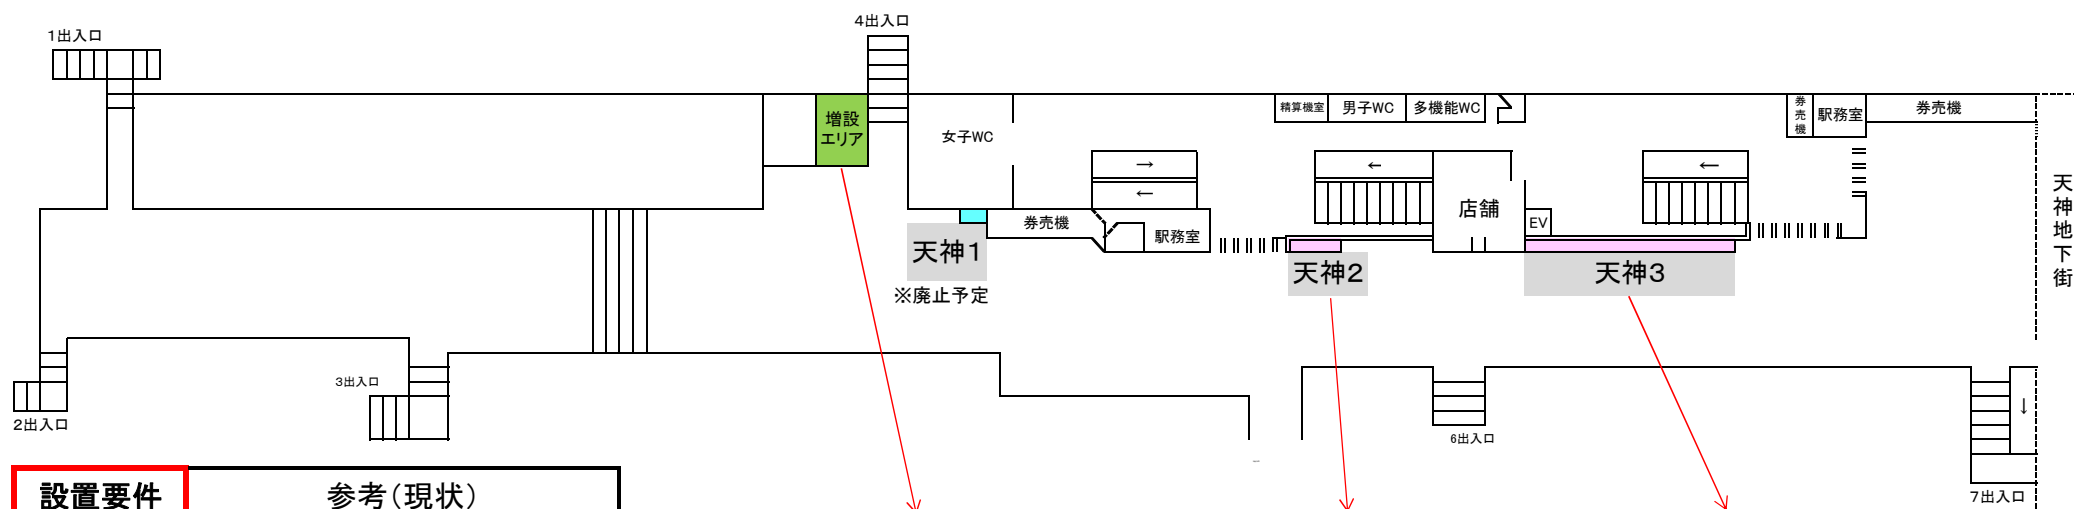 4出入口
1出入口
増設
エリア
女子WC
精算機室
男子WC
多機能WC
券売機
駅務室
券売機
→
←
←
←
天神地下街
店舗
EV
券売機
駅務室
天神1
※廃止予定
天神2
天神3
3出入口
2出入口
6出入口
↓
7出入口
設置要件
参考(現状)